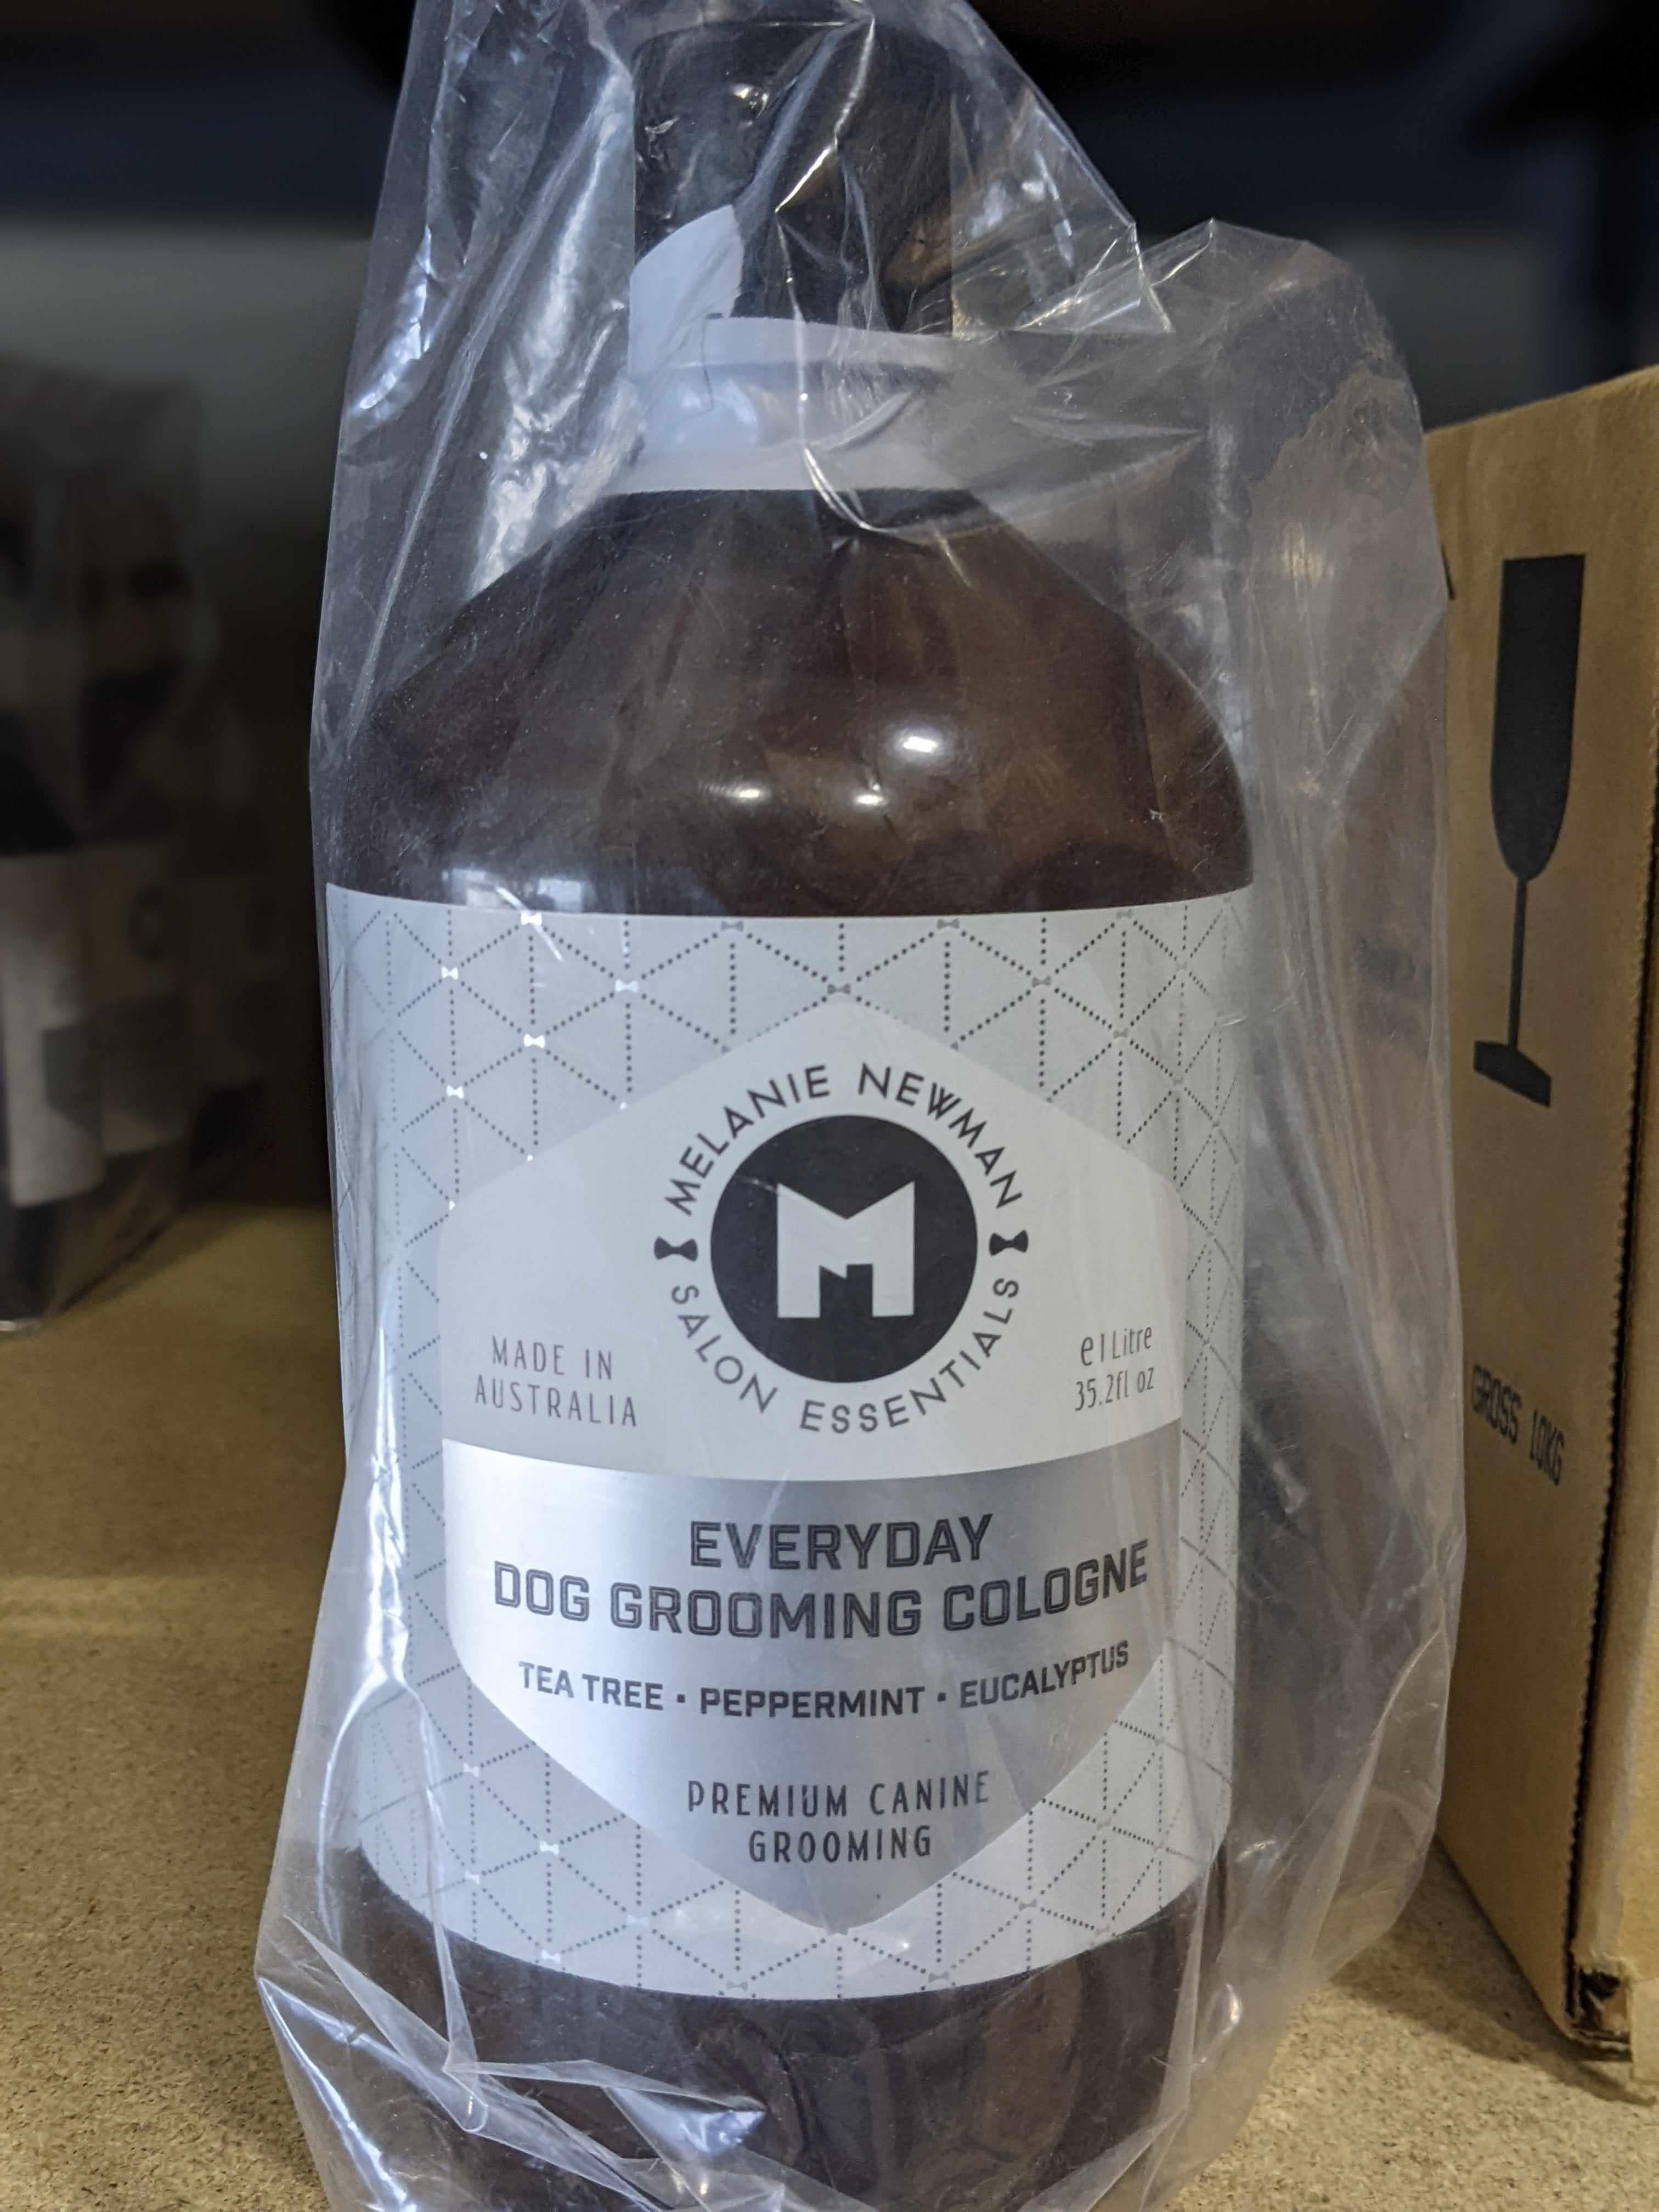 MELANIE NEWMAN
M
SALON ESSENTIALS
MADE IN
AUSTRALIA
e 1 Litre
35.2fl oz
EVERYDAY
DOG GROOMING COLOGNE
TEA TREE • PEPPERMINT • EUCALYPTUS
PREMIUM CANINE
GROOMING
GROSS 10KG